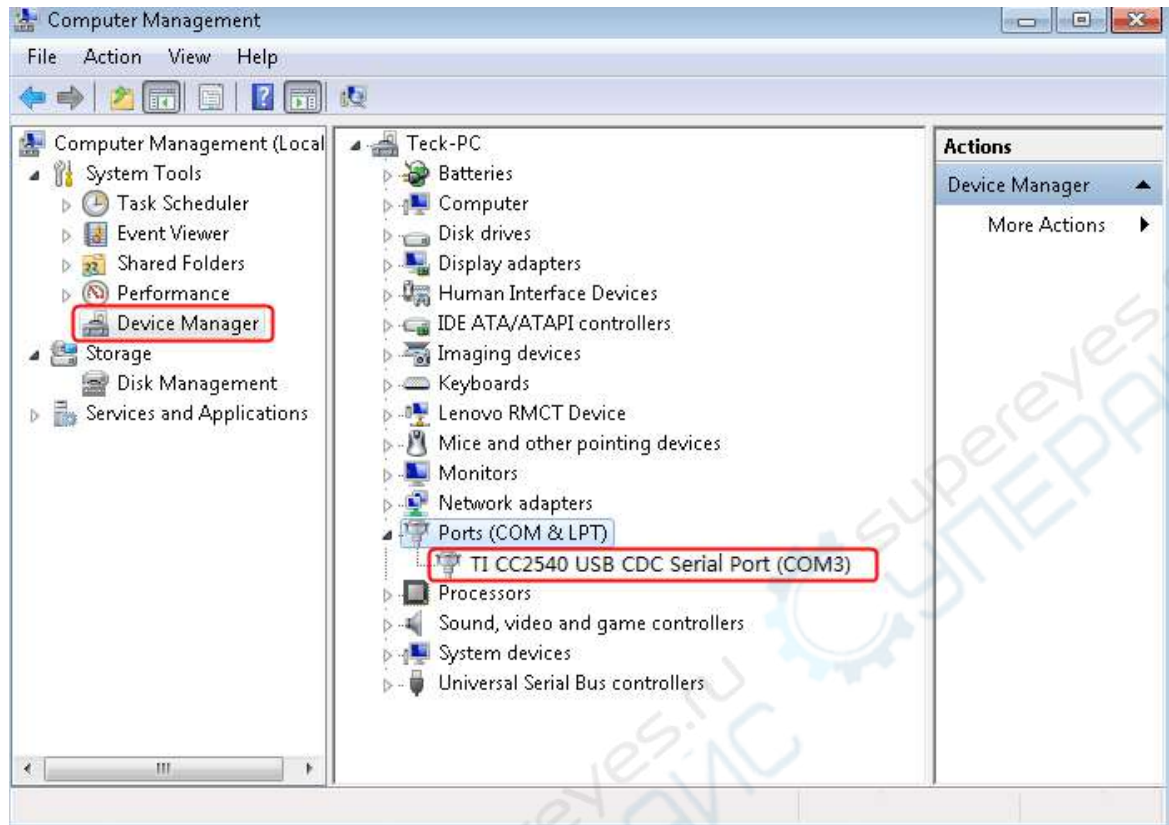 Computer Management
File Action View Help
Computer Management (Local
System Tools
Task Scheduler
Event Viewer
Shared Folders
Performance
Device Manager
Storage
Disk Management
Services and Applications
Teck-PC
Batteries
Computer
Disk drives
Display adapters
Human Interface Devices
IDE ATA/ATAPI controllers
Imaging devices
Keyboards
Lenovo RMCT Device
Mice and other pointing devices
Monitors
Network adapters
Ports (COM & LPT)
TI CC2540 USB CDC Serial Port (COM3)
Processors
Sound, video and game controllers
System devices
Universal Serial Bus controllers
Actions
Device Manager
More Actions
supereyes